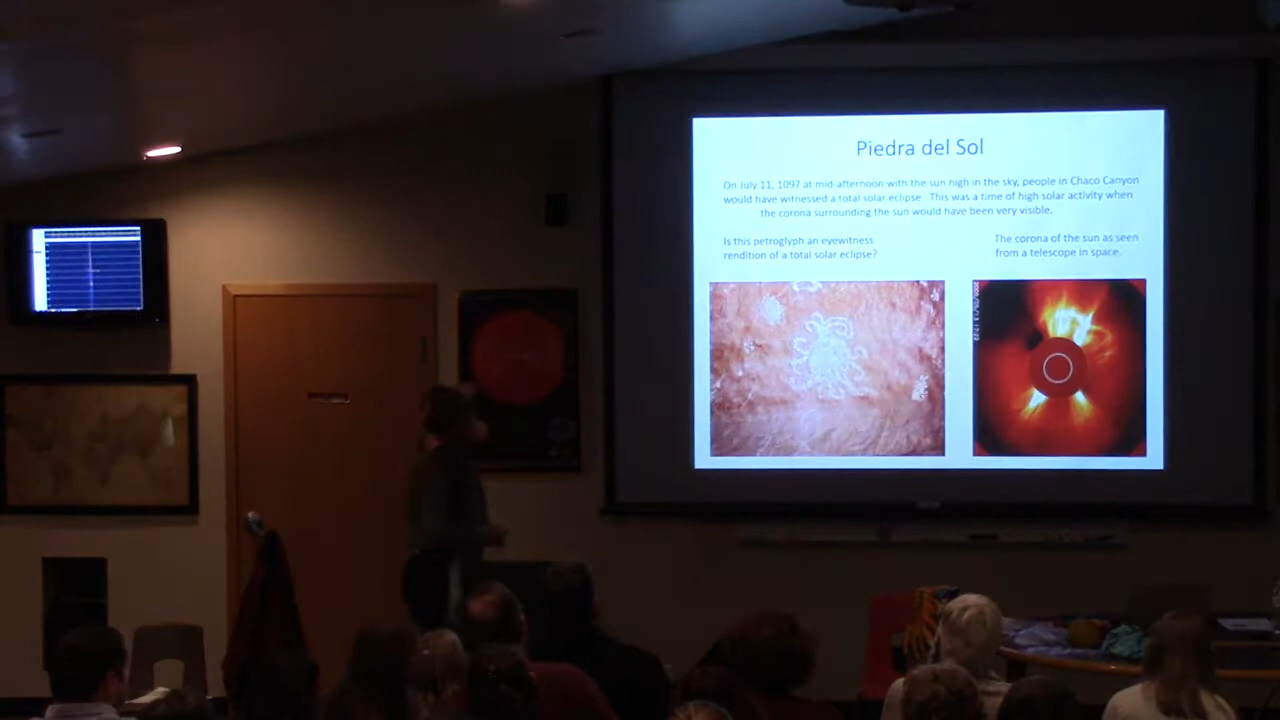 Piedra del Sol
On July 11, 1097 at mid-afternoon with the sun high in the sky, people in Chaco Canyon
would have witnessed a total solar eclipse. This was a time of high solar activity when
the corona surrounding the sun would have been very visible.
Is this petroglyph an eyewitness
rendition of a total solar eclipse?
The corona of the sun as seen
from a telescope in space.